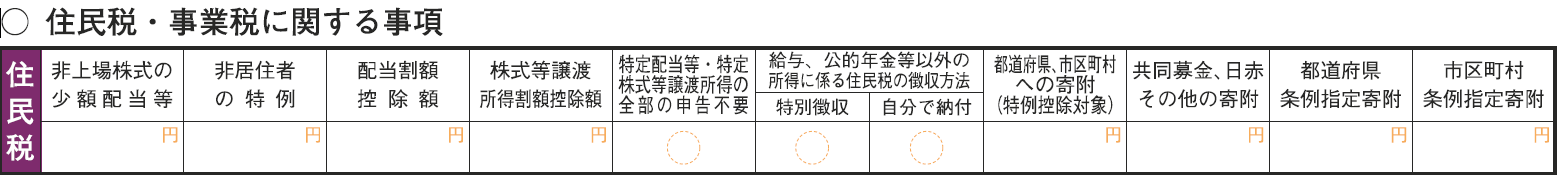 ○ 住民税・事業税に関する事項
住民税
非上場株式の
少額配当等
円
非居住者
の特例
円
配当割額
控除額
円
株式等譲渡
所得割額控除額
円
特定配当等・特定
株式等譲渡所得の
全部の申告不要
給与、公的年金等以外の
所得に係る住民税の徴収方法
特別徴収
自分で納付
都道府県、市区町村
への寄附
(特例控除対象)
円
共同募金、日赤
その他の寄附
円
都道府県
条例指定寄附
円
市区町村
条例指定寄附
円